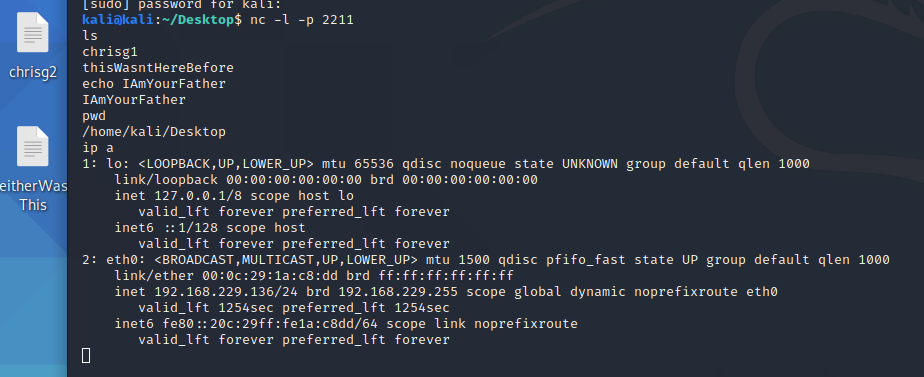 [sudo] password for kali:
kali@kali:~/Desktop$ nc -l -p 2211
ls
chrisg1
thisWasntHereBefore
echo IAmYourFather
IAmYourFather
pwd
/home/kali/Desktop
ip a
1: lo: <LOOPBACK,UP,LOWER_UP> mtu 65536 qdisc noqueue state UNKNOWN group default qlen 1000
    link/loopback 00:00:00:00:00:00 brd 00:00:00:00:00:00
    inet 127.0.0.1/8 scope host lo
       valid_lft forever preferred_lft forever
    inet6 ::1/128 scope host
       valid_lft forever preferred_lft forever
2: eth0: <BROADCAST,MULTICAST,UP,LOWER_UP> mtu 1500 qdisc pfifo_fast state UP group default qlen 1000
    link/ether 00:0c:29:1a:c8:dd brd ff:ff:ff:ff:ff:ff
    inet 192.168.229.136/24 brd 192.168.229.255 scope global dynamic noprefixroute eth0
       valid_lft 1254sec preferred_lft 1254sec
    inet6 fe80::20c:29ff:fe1a:c8dd/64 scope link noprefixroute
       valid_lft forever preferred_lft forever
chrisg2
eitherWas
This